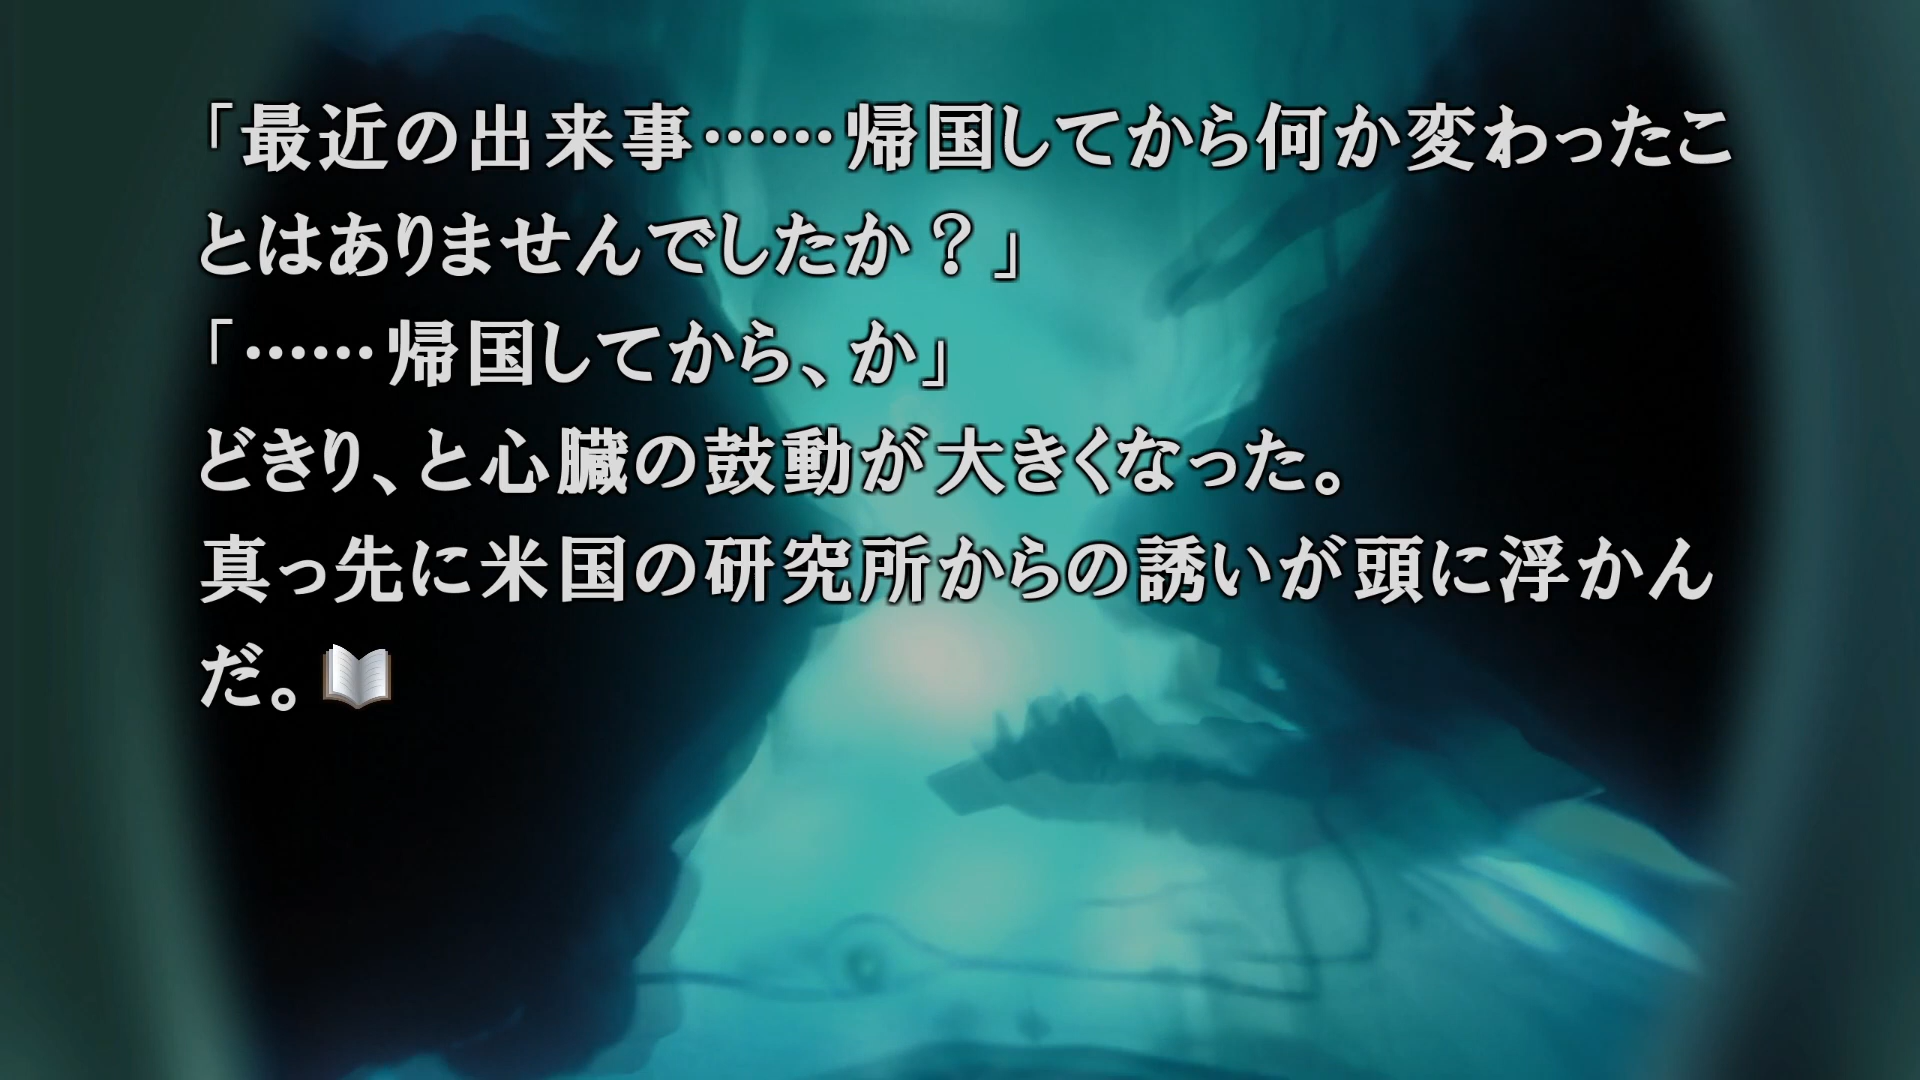 「最近の出来事……帰国してから何か変わったこ
とはありませんでしたか？」
「……帰国してから、か」
どきり、と心臓の鼓動が大きくなった。
真っ先に米国の研究所からの誘いが頭に浮かん
だ。